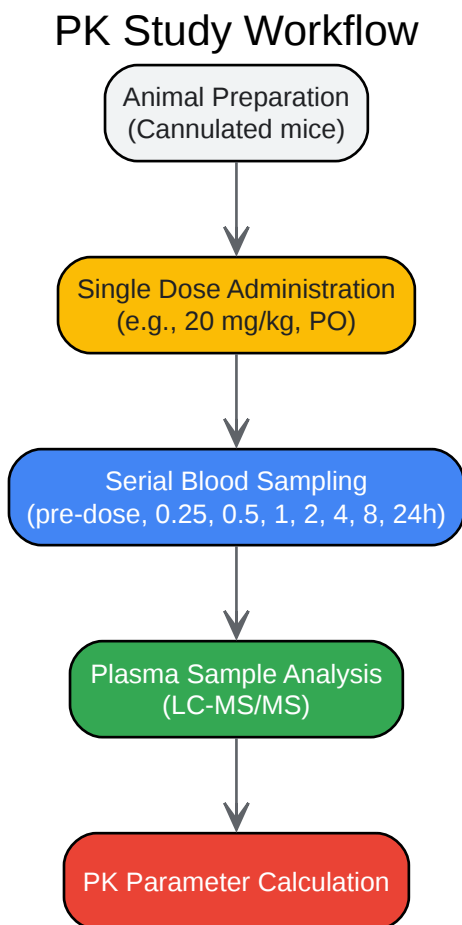 PK Study Workflow
Animal Preparation
(Cannulated mice)
Single Dose Administration
(e.g., 20 mg/kg, PO)
Serial Blood Sampling
(pre-dose, 0.25, 0.5, 1, 2, 4, 8, 24h)
Plasma Sample Analysis
(LC-MS/MS)
PK Parameter Calculation